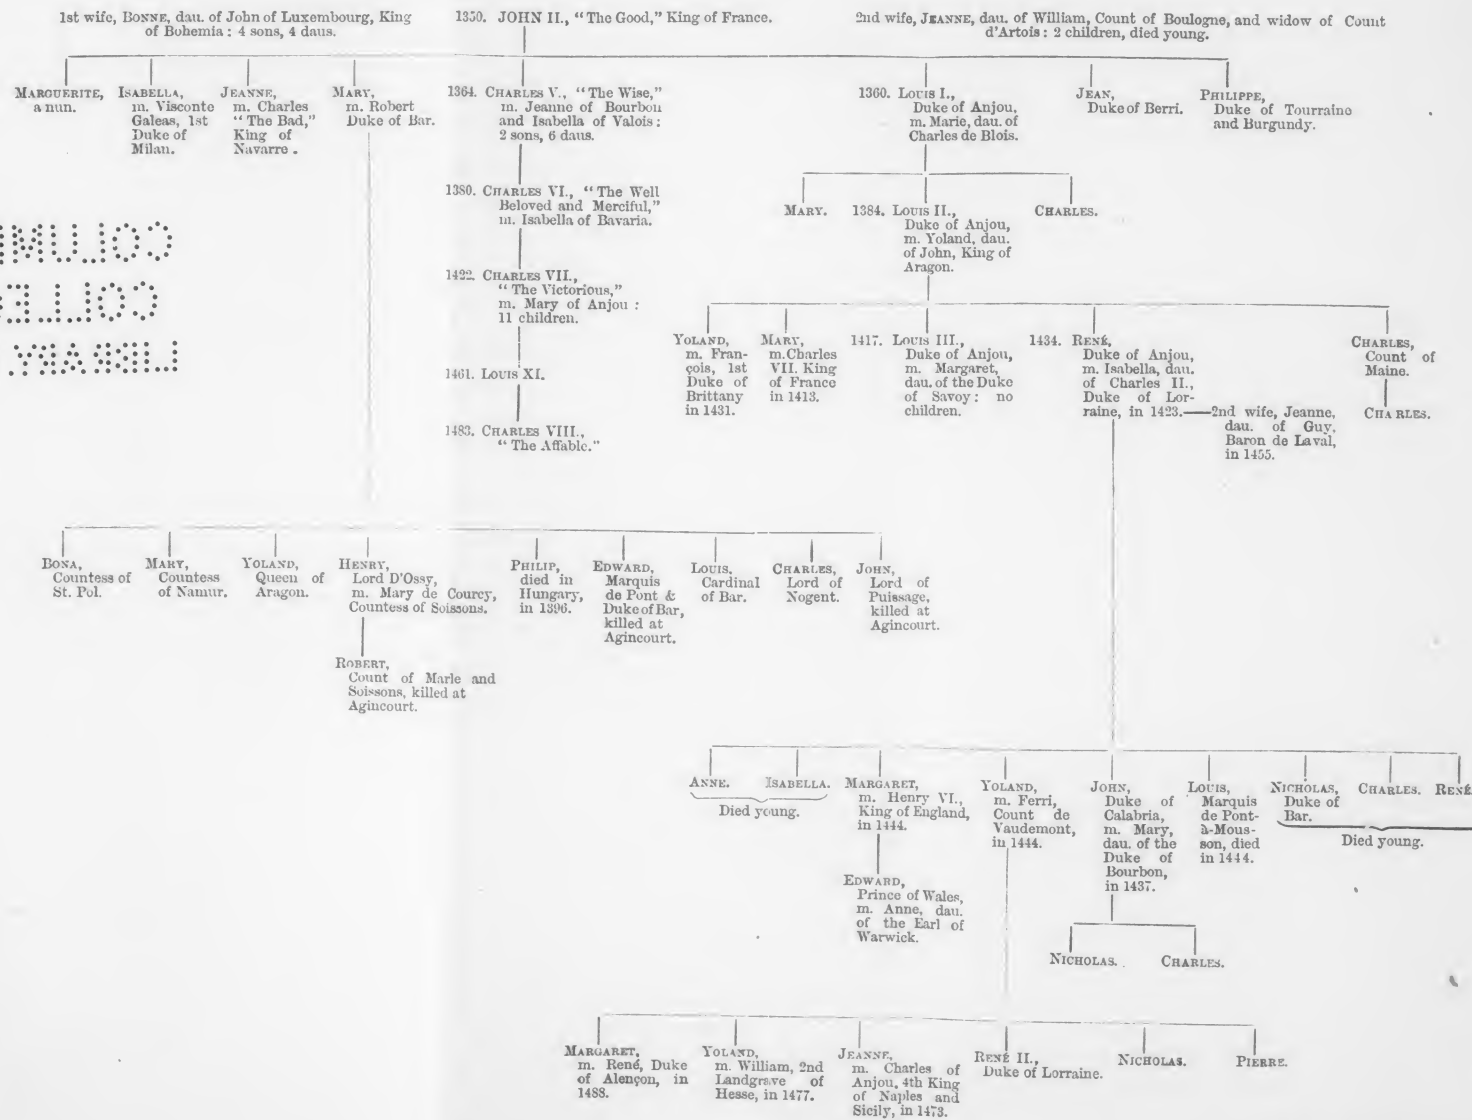 1st wife, BONNE, dau. of John of Luxembourg, King
of Bohemia: 4 sons, 4 daus.
1350. JOHN II., "The Good," King of France.
2nd wife, JEANNE, dau. of William, Count of Boulogne, and widow of Count
d'Artois: 2 children, died young.
MARGUERITE,
a nun.
ISABELLA,
m. Visconte
Galeas, 1st
Duke of
Milan.
JEANNE,
m. Charles
"The Bad,"
King of
Navarre.
MARY,
m. Robert
Duke of Bar.
1364. CHARLES V., "The Wise,"
m. Jeanne of Bourbon
and Isabella of Valois:
2 sons, 6 daus.
1360. LOUIS I.,
Duke of Anjou,
m. Marie, dau. of
Charles de Blois.
JEAN,
Duke of Berri.
PHILIPPE,
Duke of Tourraine
and Burgundy.
1380. CHARLES VI., "The Well
Beloved and Merciful,"
m. Isabella of Bavaria.
MARY.
1384. LOUIS II.,
Duke of Anjou,
m. Yoland, dau.
of John, King of
Aragon.
CHARLES.
1422. CHARLES VII.,
"The Victorious,"
m. Mary of Anjou:
11 children.
1461. LOUIS XI.
1483. CHARLES VIII.,
"The Affable."
YOLAND,
m. Fran-
çois, 1st
Duke of
Brittany
in 1431.
MARY,
m. Charles
VII. King
of France
in 1413.
1417. LOUIS III.,
Duke of Anjou,
m. Margaret,
dau. of the Duke
of Savoy: no
children.
1434. RENÉ,
Duke of Anjou,
m. Isabella, dau.
of Charles II.,
Duke of Lor-
raine, in 1423.—2nd wife, Jeanne,
dau. of Guy,
Baron de Laval,
in 1455.
CHARLES,
Count of
Maine.
CHARLES.
BONA,
Countess of
St. Pol.
MARY,
Countess
of Namur.
YOLAND,
Queen of
Aragon.
HENRY,
Lord D'Ossy,
m. Mary de Courcy,
Countess of Soissons.
PHILIP,
died in
Hungary,
in 1396.
EDWARD,
Marquis
de Pont &
Duke of Bar,
killed at
Agincourt.
LOUIS.
Cardinal
of Bar.
CHARLES,
Lord of
Nogent.
JOHN,
Lord of
Puissage,
killed at
Agincourt.
ROBERT,
Count of Marle and
Soissons, killed at
Agincourt.
ANNE.
ISABELLA.
Died young.
MARGARET,
m. Henry VI.,
King of England,
in 1444.
YOLAND,
m. Ferri,
Count de
Vaudemont,
in 1444.
JOHN,
Duke of
Calabria,
m. Mary,
dau. of the
Duke of
Bourbon,
in 1437.
LOUIS,
Marquis
de Pont-
à-Mous-
son, died
in 1444.
NICHOLAS,
Duke of
Bar.
CHARLES.
RENÉ
Died young.
EDWARD,
Prince of Wales,
m. Anne, dau.
of the Earl of
Warwick.
NICHOLAS.
CHARLES.
MARGARET,
m. René, Duke
of Alençon, in
1488.
YOLAND,
m. William, 2nd
Landgrave of
Hesse, in 1477.
JEANNE,
m. Charles of
Anjou, 4th King
of Naples and
Sicily, in 1473.
RENÉ II.,
Duke of Lorraine.
NICHOLAS.
PIERRE.